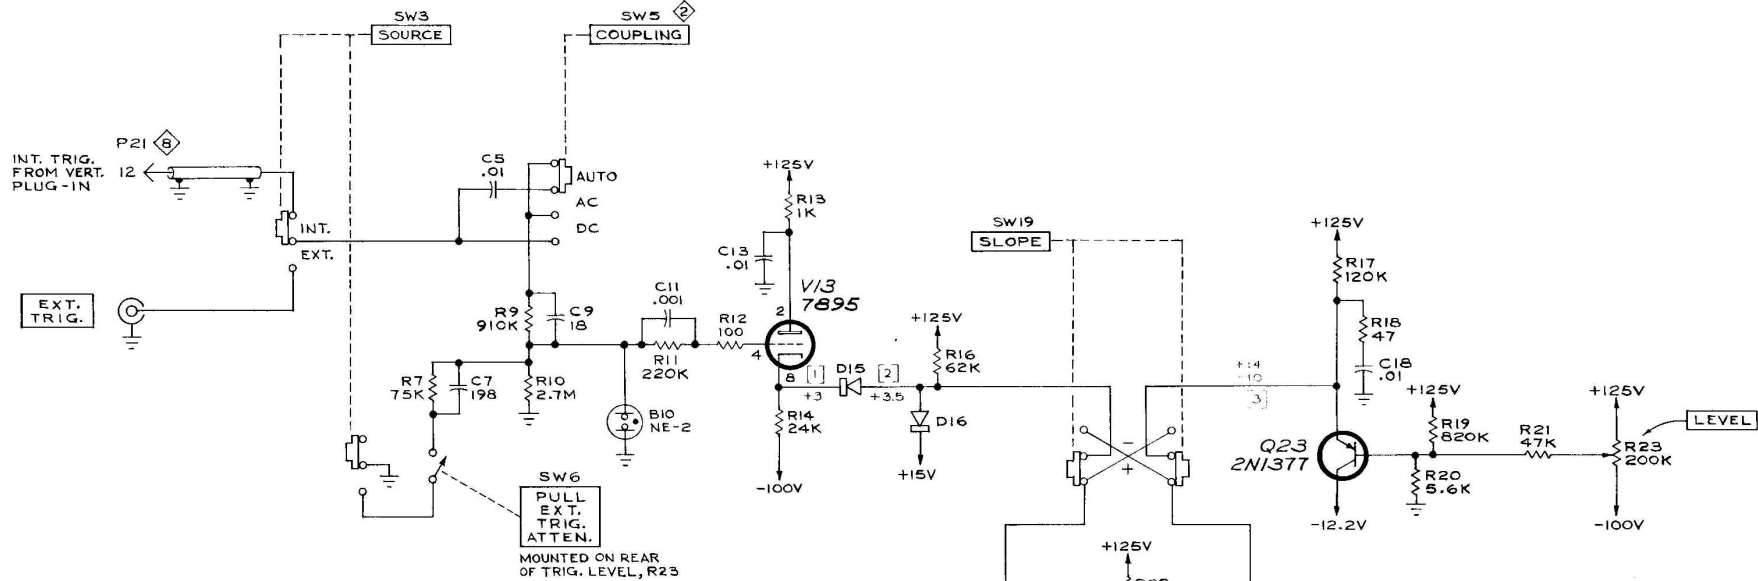 SW3
SOURCE
SW5 2
COUPLING
P21 8
INT. TRIG.
FROM VERT. 12
PLUG-IN
C5
.01
AUTO
AC
DC
INT.
EXT.
EXT.
TRIG.
+125V
R13
1K
C13
.01
V13
7895
2
4
8
R9
910K
C9
18
C11
.001
R12
100
R11
220K
R7
75K
C7
198
R10
2.7M
B10
NE-2
[1]
+3
D15
[2]
+3.5
R14
24K
-100V
+125V
R16
62K
D16
+15V
SW6
PULL
EXT.
TRIG.
ATTEN.
MOUNTED ON REAR
OF TRIG. LEVEL, R23
SW19
SLOPE
-
+
+125V
+125V
R17
120K
R18
47
C18
.01
+14
-10
[3]
Q23
2N1377
-12.2V
+125V
R19
820K
R20
5.6K
R21
47K
+125V
R23
200K
-100V
LEVEL